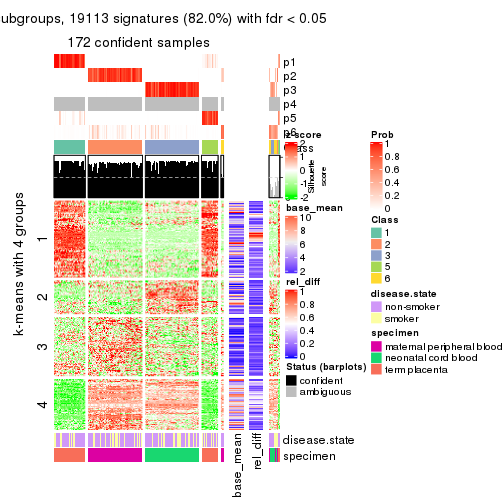 ubgroups, 19113 signatures (82.0%) with fdr < 0.05
172 confident samples
p1
p2
p3
p4
p5
p6
k-means with 4 groups
1
2
3
4
z-score
2
1
0
-1
-2
Silhouette
score
base_mean
10
8
6
4
2
rel_diff
1
0.8
0.6
0.4
0.2
0
Status (barplots)
confident
ambiguous
Prob
1
0.8
0.6
0.4
0.2
0
Class
1
2
3
5
6
disease.state
non-smoker
smoker
specimen
maternal peripheral blood
neonatal cord blood
term placenta
disease.state
specimen
base_mean
rel_diff